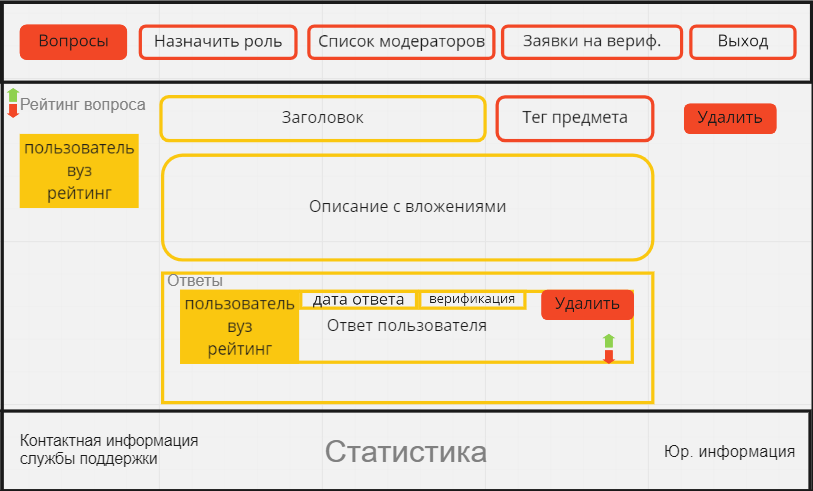 Вопросы
Назначить роль
Список модераторов
Заявки на вериф.
Выход
Рейтинг вопроса
Заголовок
Тег предмета
Удалить
пользователь
вуз
рейтинг
Описание с вложениями
Ответы
пользователь
вуз
рейтинг
дата ответа
верификация
Удалить
Ответ пользователя
Контактная информация
службы поддержки
Статистика
Юр. информация